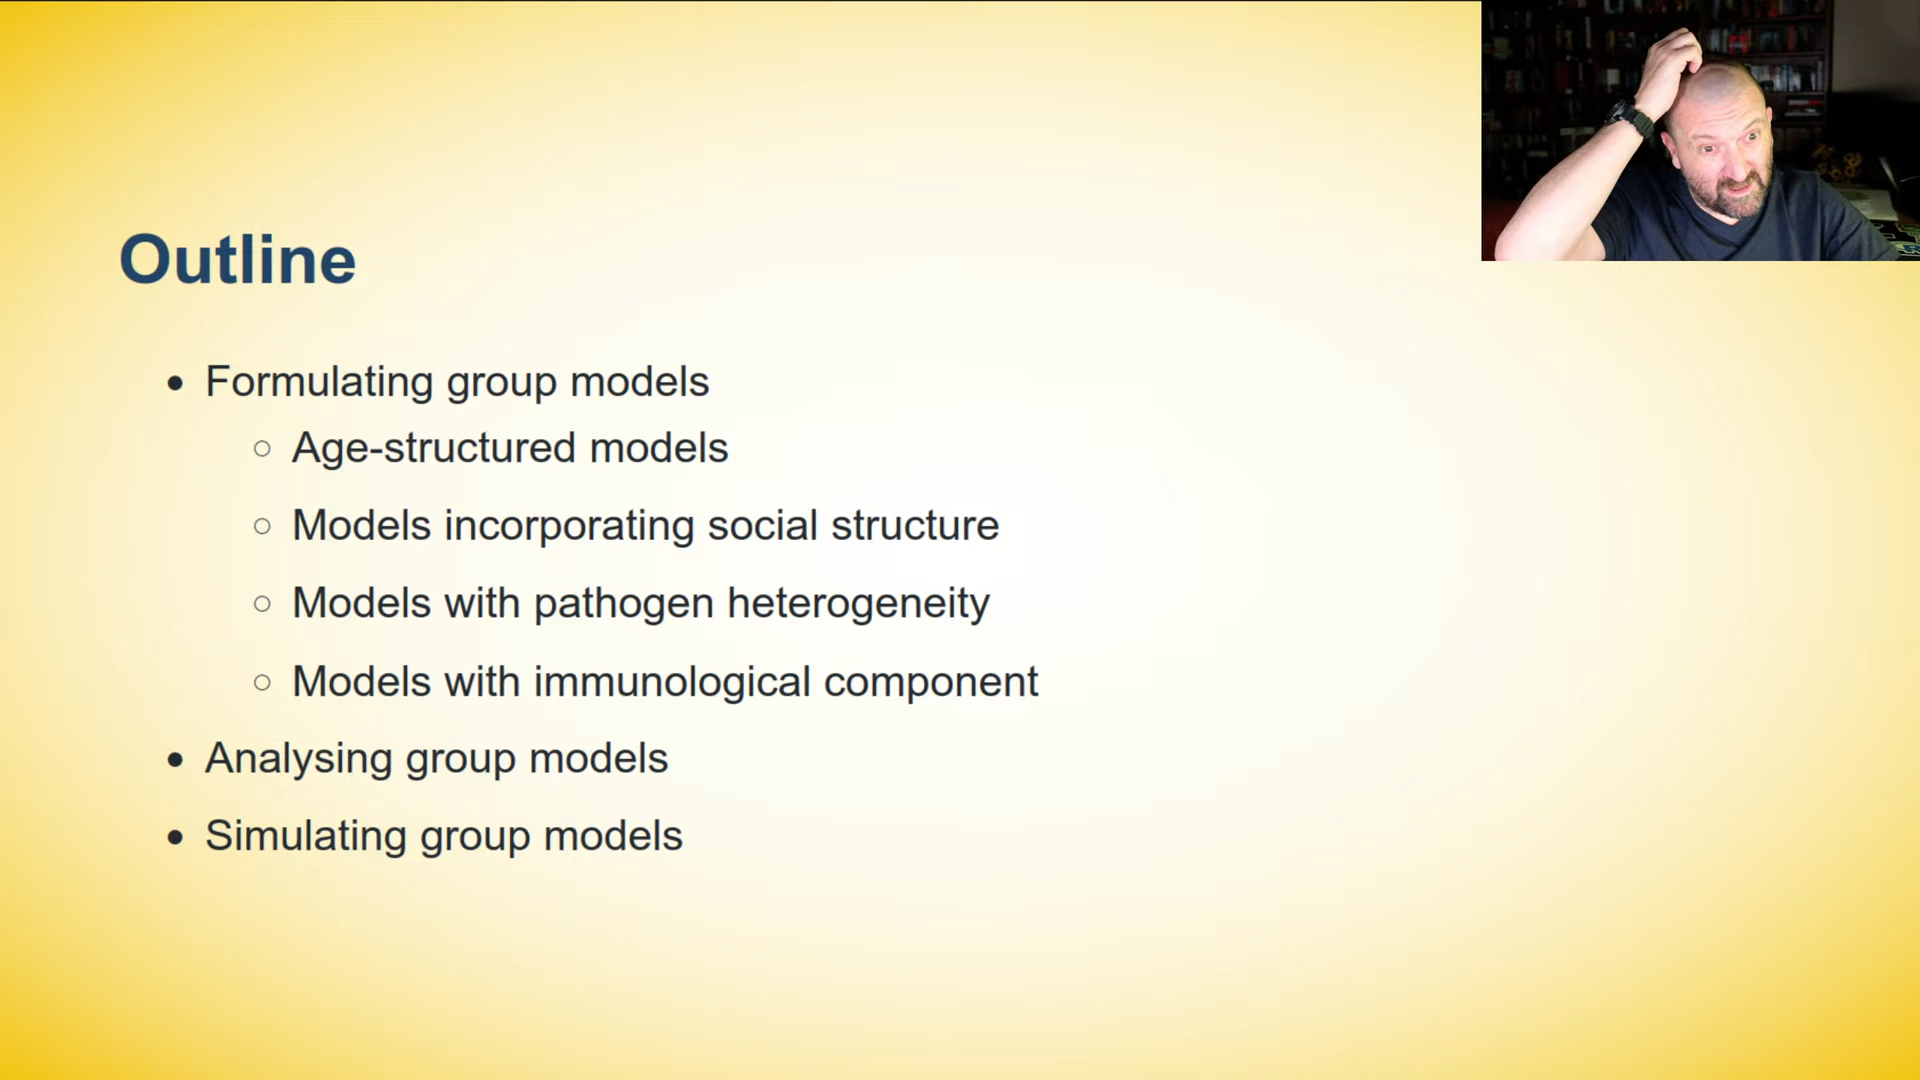 Outline
Formulating group models
Age-structured models
Models incorporating social structure
Models with pathogen heterogeneity
Models with immunological component
Analysing group models
Simulating group models